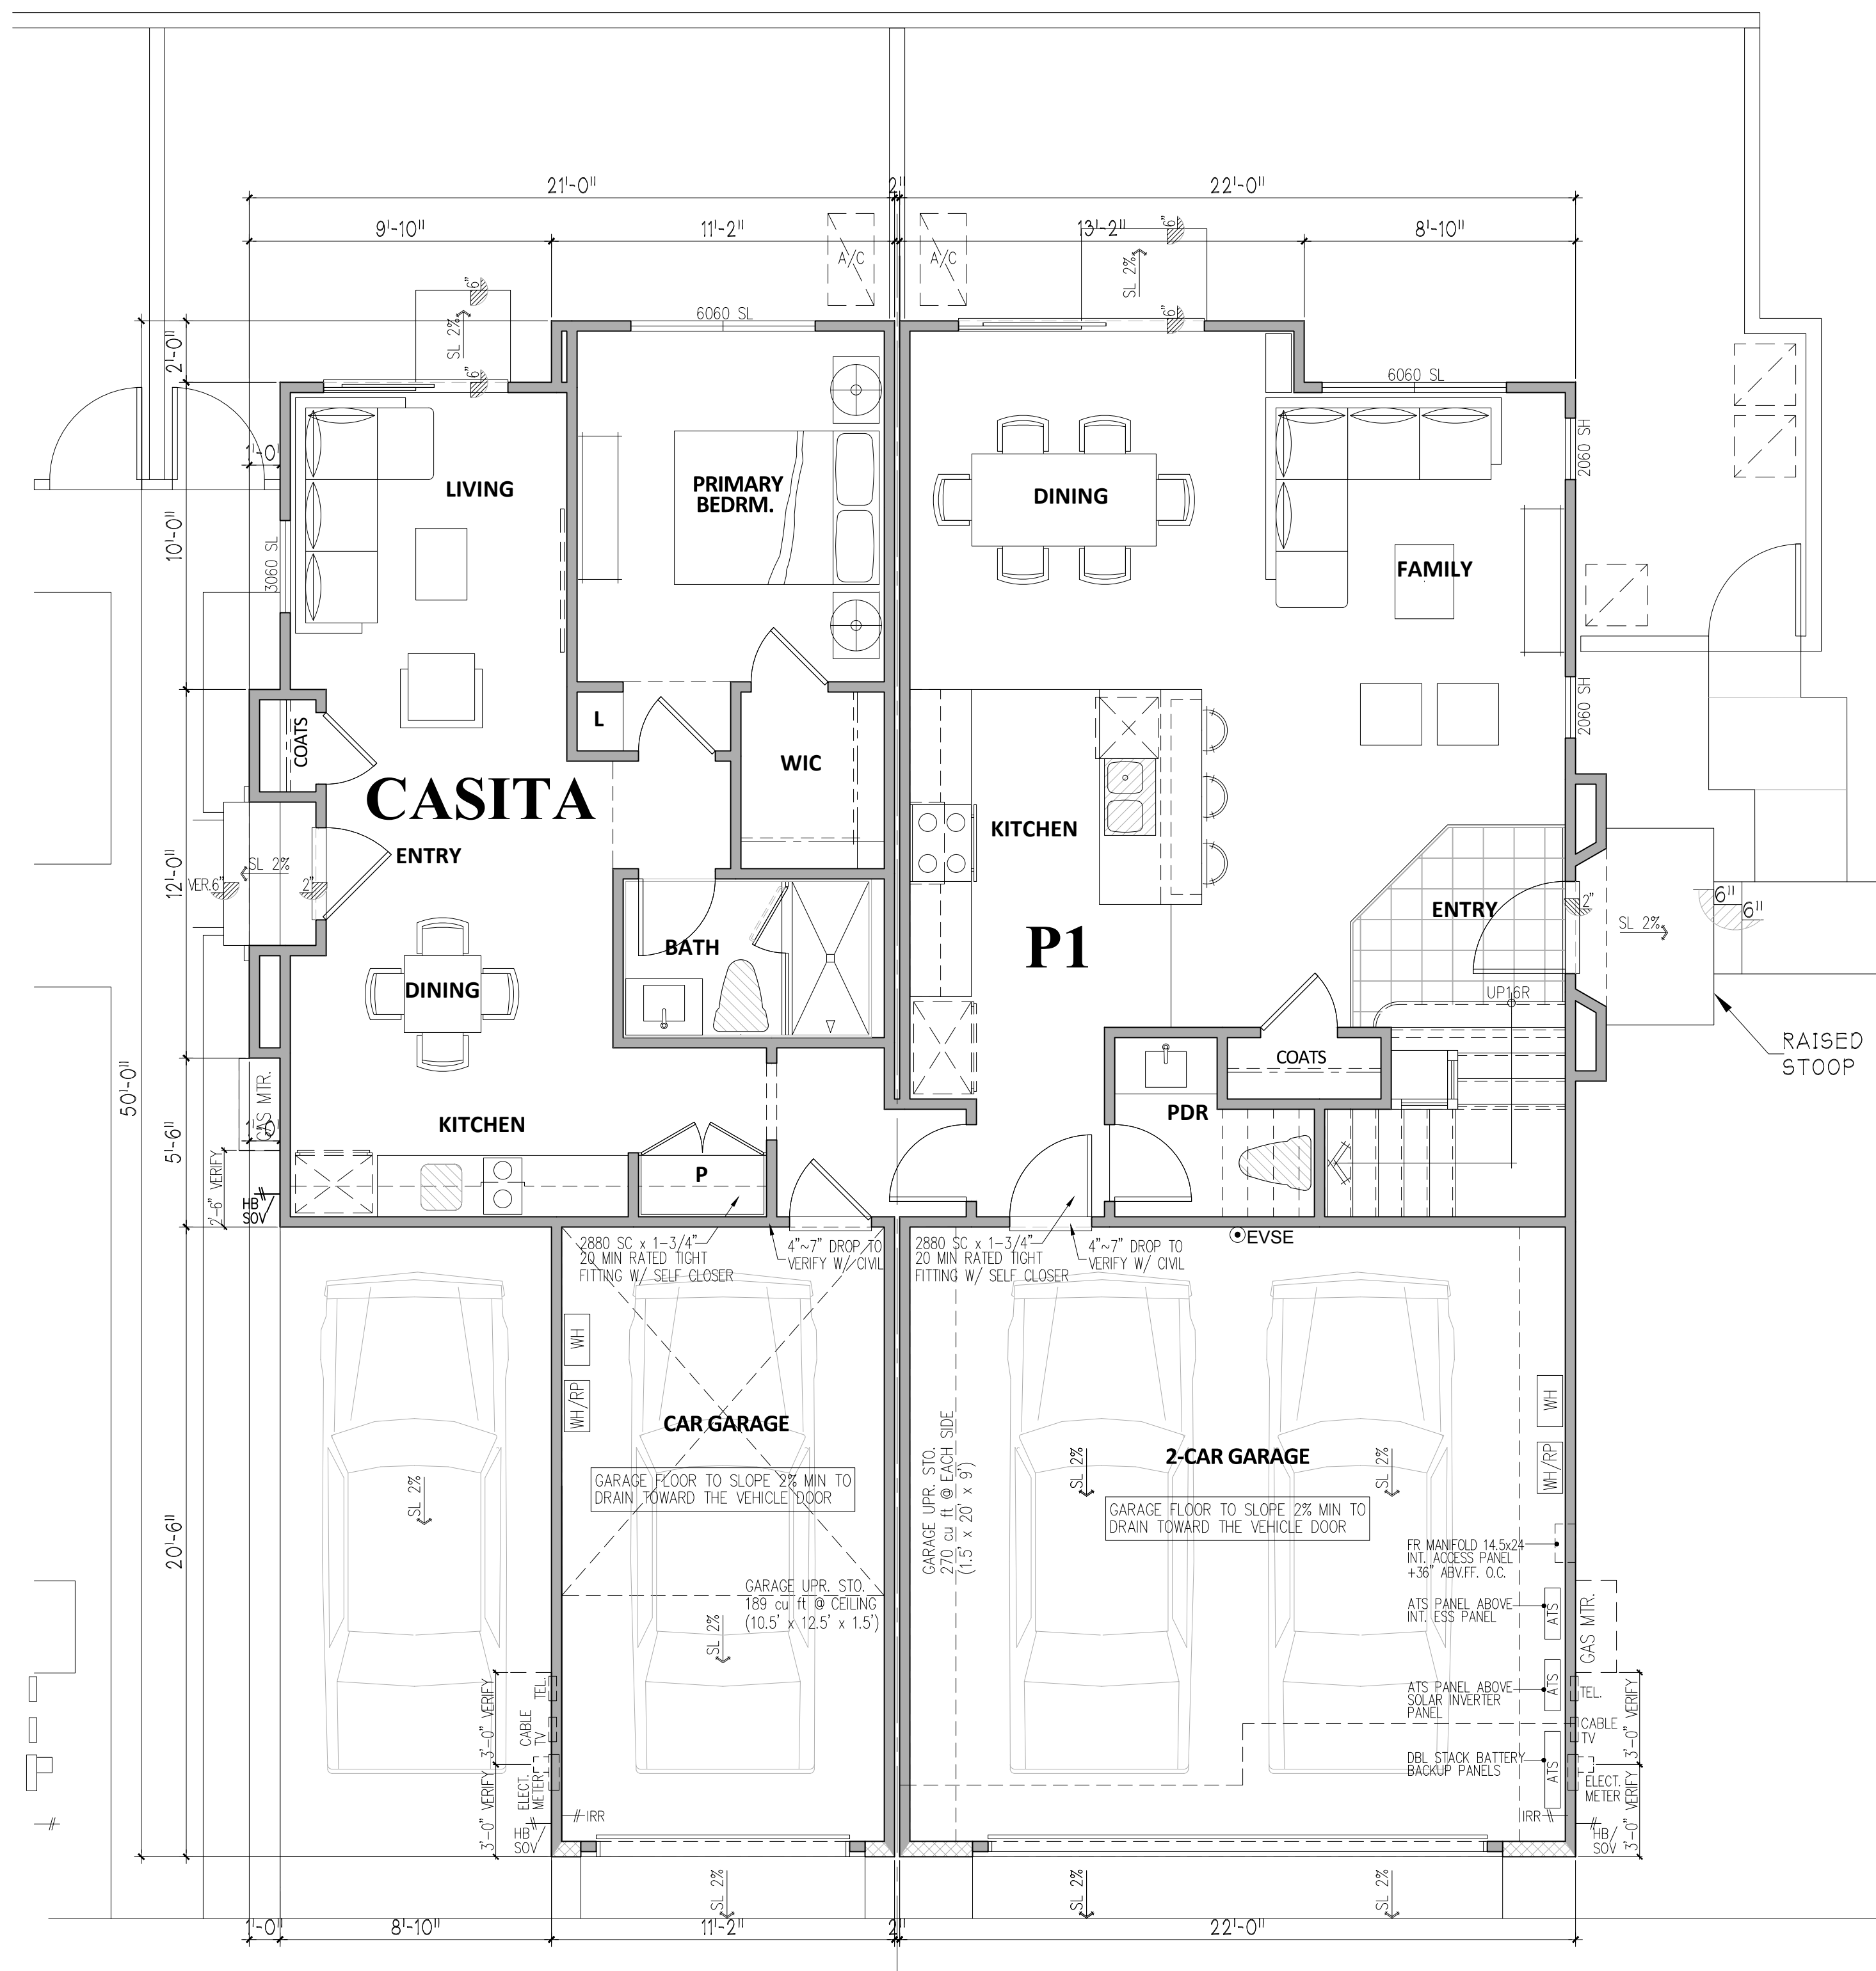 21'-0"
2"
22'-0"
9'-10"
11'-2"
13'-2"
8'-10"
A/C
A/C
6"
6"
SL 2%
SL 2%
6060 SL
6"
6"
2'-0"
6060 SL
1'-0"
10'-0"
3060 SL
LIVING
PRIMARY
BEDRM.
DINING
FAMILY
2060 SH
2060 SH
COATS
L
WIC
CASITA
KITCHEN
ENTRY
SL 2%
VER.6"
2"
12'-0"
BATH
P1
ENTRY
2"
SL 2%
6"
6"
DINING
UP16R
RAISED
STOOP
50'-0"
GAS MTR.
1'-0"
5'-6"
2'-6" VERIFY
HB
SOV
KITCHEN
P
COATS
PDR
2880 SC x 1-3/4"
20 MIN RATED TIGHT
FITTING W/ SELF CLOSER
4"~7" DROP TO
VERIFY W/ CIVIL
2880 SC x 1-3/4"
20 MIN RATED TIGHT
FITTING W/ SELF CLOSER
4"~7" DROP TO
VERIFY W/ CIVIL
EVSE
WH
WH/RP
CAR GARAGE
GARAGE FLOOR TO SLOPE 2% MIN TO
DRAIN TOWARD THE VEHICLE DOOR
SL 2%
GARAGE UPR. STO.
189 cu ft @ CEILING
(10.5' x 12.5' x 1.5')
SL 2%
GARAGE UPR. STO.
270 cu ft @ EACH SIDE
(1.5' x 20' x 9')
SL 2%
SL 2%
2-CAR GARAGE
GARAGE FLOOR TO SLOPE 2% MIN TO
DRAIN TOWARD THE VEHICLE DOOR
WH
WH/RP
FR MANIFOLD 14.5x24
INT. ACCESS PANEL
+36" ABV.FF. O.C.
ATS PANEL ABOVE
INT. ESS PANEL
ATS
GAS MTR.
ATS PANEL ABOVE
SOLAR INVERTER
PANEL
ATS
TEL.
CABLE
TV
DBL STACK BATTERY
BACKUP PANELS
ATS
ELECT.
METER
3'-0" VERIFY
3'-0" VERIFY
IRR
HB/
SOV
20'-6"
TEL.
CABLE
TV
ELECT.
METER
3'-0" VERIFY
3'-0" VERIFY
HB
SOV
IRR
SL 2%
SL 2%
SL 2%
1'-0"
8'-10"
11'-2"
2"
22'-0"